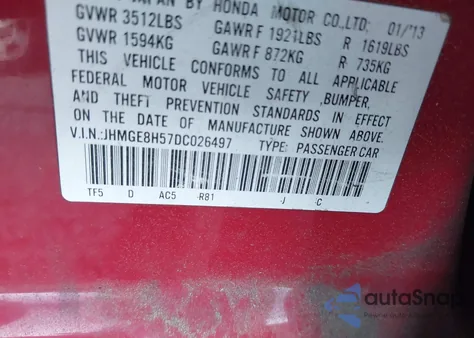 JAPAN BY HONDA MOTOR CO.,LTD. 01/'13
GVWR 3512LBS GAWR F 1921LBS R 1619LBS
GVWR 1594KG GAWR F 872KG R 735KG
THIS VEHICLE CONFORMS TO ALL APPLICABLE
FEDERAL MOTOR VEHICLE SAFETY ,BUMPER,
AND THEFT PREVENTION STANDARDS IN EFFECT
ON THE DATE OF MANUFACTURE SHOWN ABOVE.
V.I.N.:JHMGE8H57DC026497 TYPE: PASSENGER CAR
TF5 D AC5 R81 J C
autoSnap